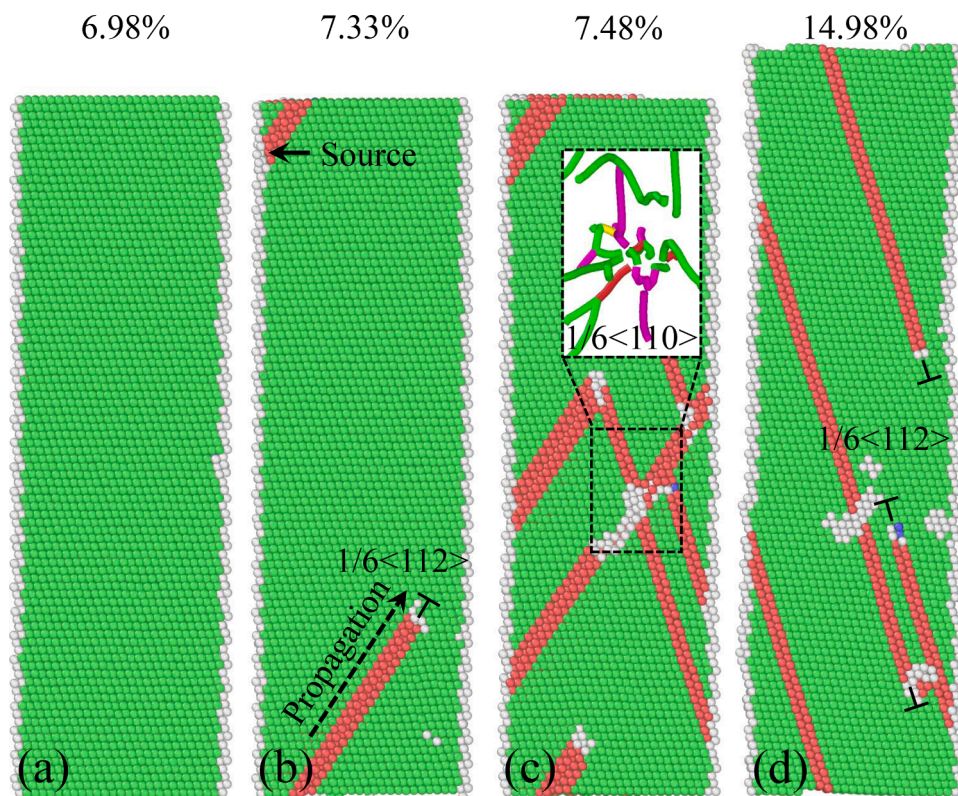 6.98%
7.33%
7.48%
14.98%
Source
1/6<110>
1/6<112>
1/6<112>
Propagation
(a)
(b)
(c)
(d)